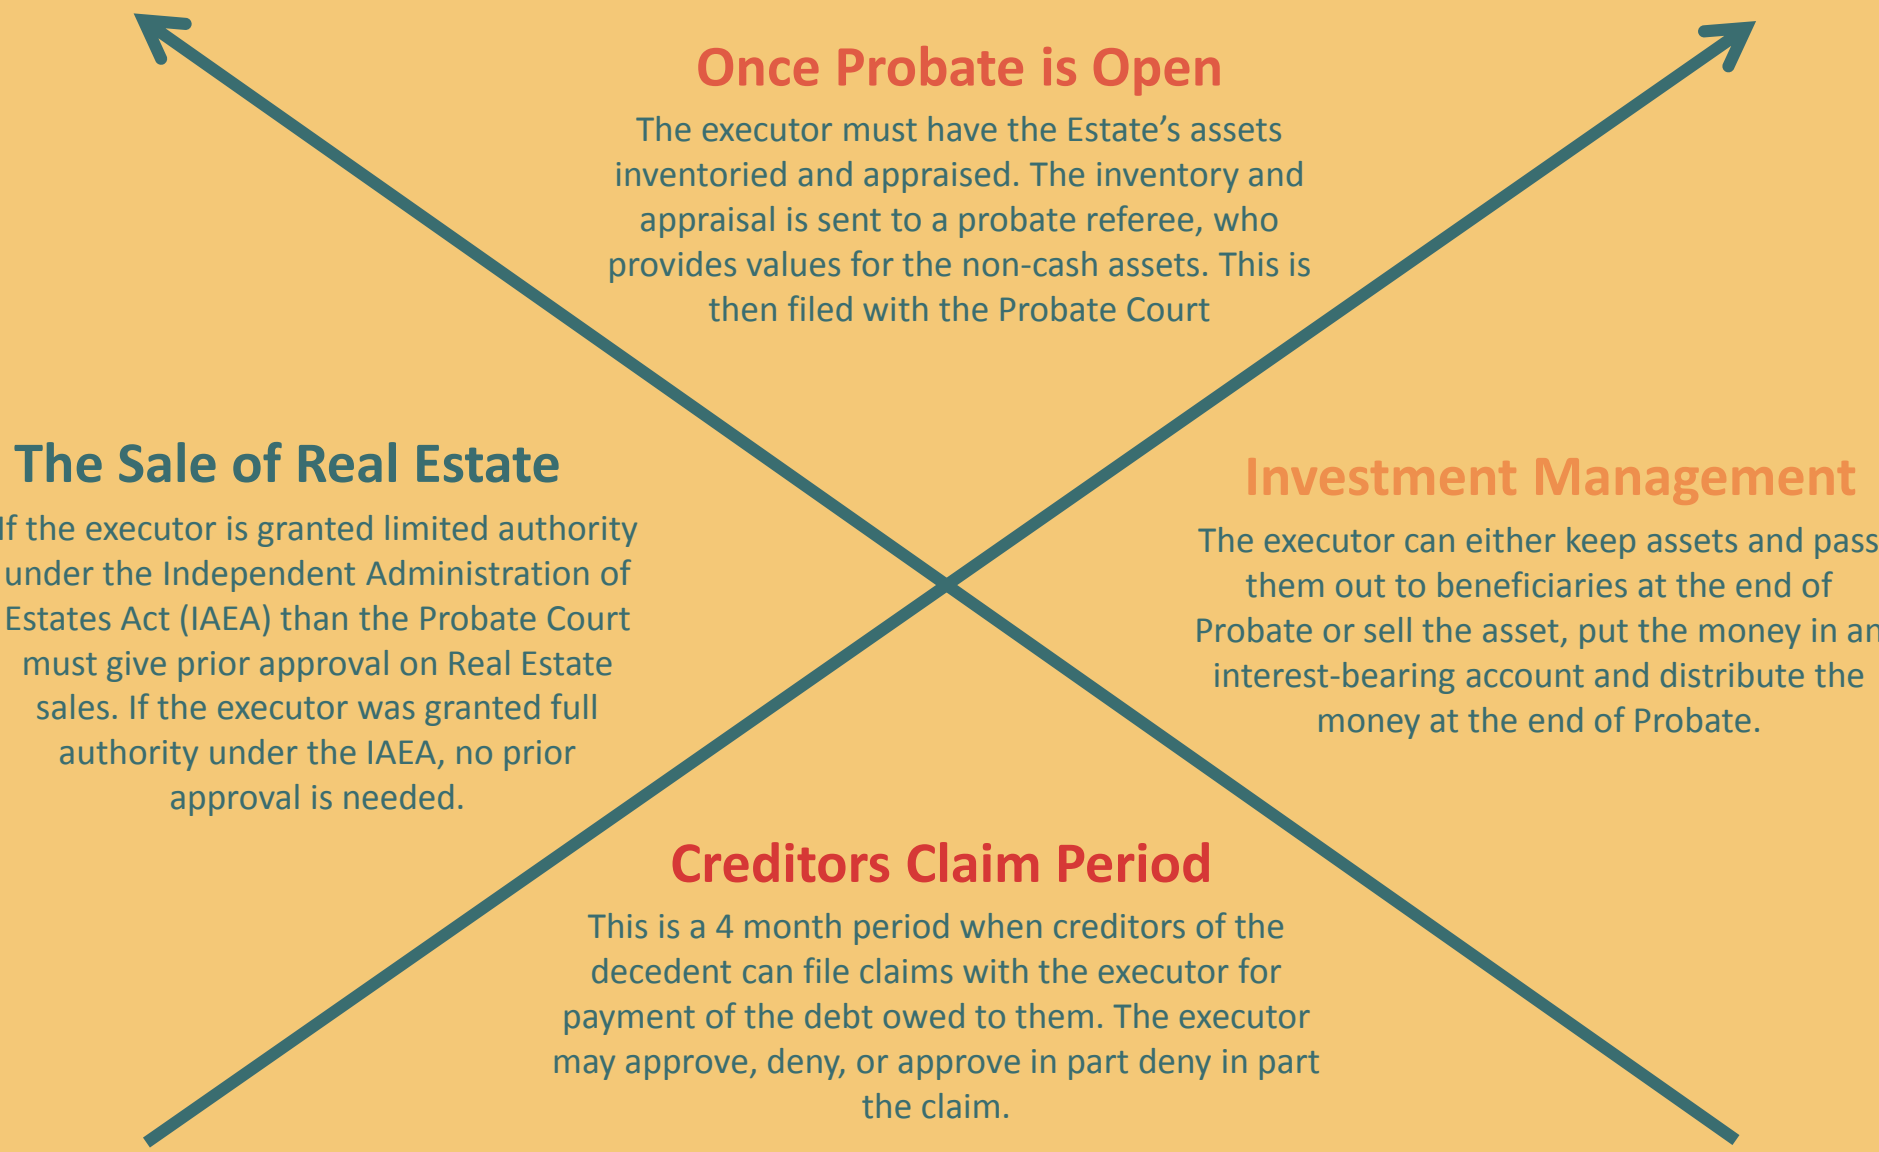 Once Probate is Open
The executor must have the Estate’s assets
inventoried and appraised. The inventory and
appraisal is sent to a probate referee, who
provides values for the non-cash assets. This is
then filed with the Probate Court
The Sale of Real Estate
If the executor is granted limited authority
under the Independent Administration of
Estates Act (IAEA) than the Probate Court
must give prior approval on Real Estate
sales. If the executor was granted full
authority under the IAEA, no prior
approval is needed.
Investment Management
The executor can either keep assets and pass
them out to beneficiaries at the end of
Probate or sell the asset, put the money in an
interest-bearing account and distribute the
money at the end of Probate.
Creditors Claim Period
This is a 4 month period when creditors of the
decedent can file claims with the executor for
payment of the debt owed to them. The executor
may approve, deny, or approve in part deny in part
the claim.